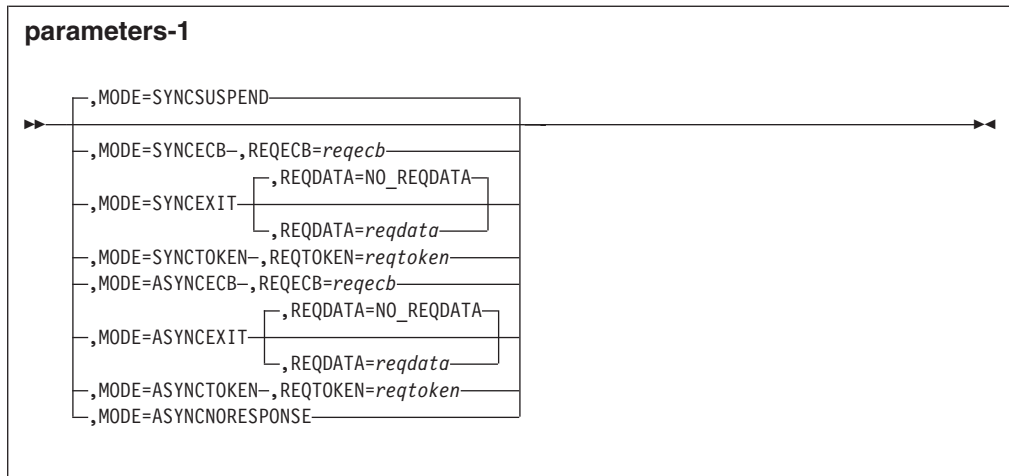 parameters-1
,MODE=SYNCSUSPEND
,MODE=SYNCECB ,REQECB=reqecb
,REQDATA=NO_REQDATA
,MODE=SYNCEXIT
,REQDATA=reqdata
,MODE=SYNCTOKEN ,REQTOKEN=reqtoken
,MODE=ASYNCECB ,REQECB=reqecb
,REQDATA=NO_REQDATA
,MODE=ASYNCEXIT
,REQDATA=reqdata
,MODE=ASYNCTOKEN ,REQTOKEN=reqtoken
,MODE=ASYNCNORESPONSE